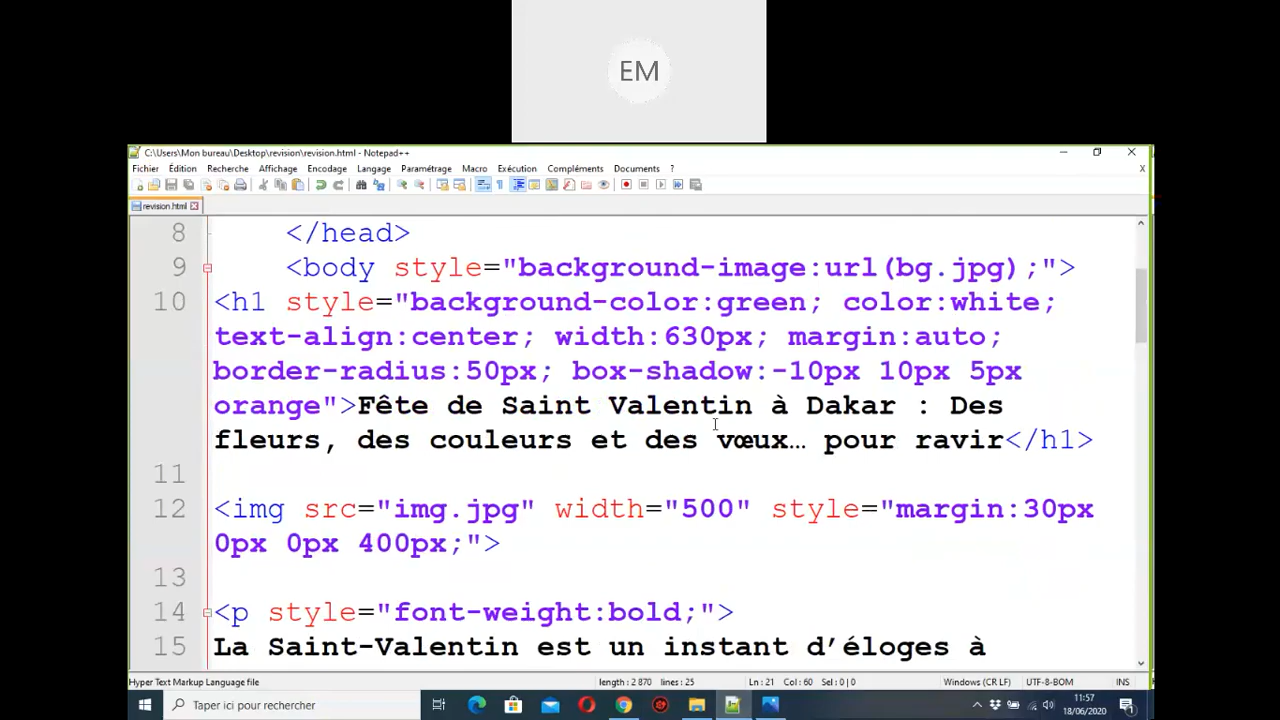 EM
C:\Users\Mon bureau\Desktop\revision\revision.html - Notepad++
Fichier Édition Recherche Affichage Encodage Langage Paramétrage Macro Exécution Compléments Documents ? X
revision.html
8 </head>
9 <body style="background-image:url(bg.jpg);">
10 <h1 style="background-color:green; color:white;
text-align:center; width:630px; margin:auto;
border-radius:50px; box-shadow:-10px 10px 5px
orange">Fête de Saint Valentin à Dakar : Des
fleurs, des couleurs et des vœux… pour ravir</h1>
11
12 <img src="img.jpg" width="500" style="margin:30px
0px 0px 400px;">
13
14 <p style="font-weight:bold;">
15 La Saint-Valentin est un instant d’éloges à
Hyper Text Markup Language file length : 2 870 lines : 25 Ln : 21 Col : 60 Sel : 0 | 0 Windows (CR LF) UTF-8-BOM INS
Taper ici pour rechercher
11:57
18/06/2020
1